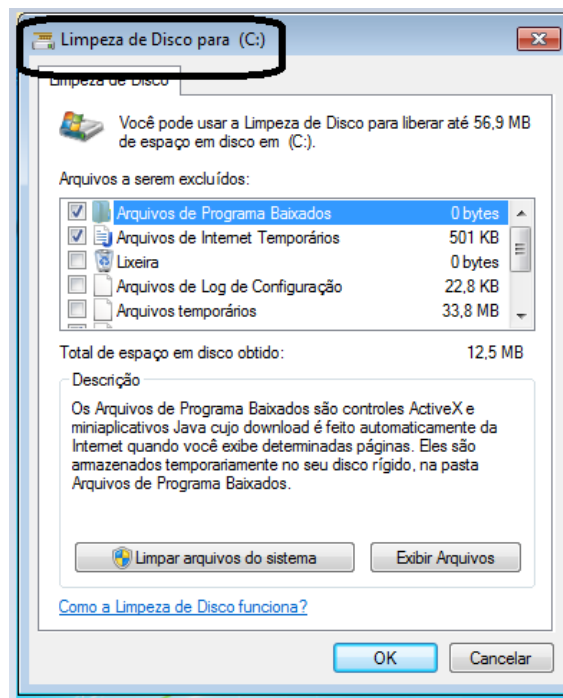 Limpeza de Disco para (C:)
Limpeza de Disco
Você pode usar a Limpeza de Disco para liberar até 56,9 MB
de espaço em disco em (C:).
Arquivos a serem excluídos:
Arquivos de Programa Baixados 0 bytes
Arquivos de Internet Temporários 501 KB
Lixeira 0 bytes
Arquivos de Log de Configuração 22,8 KB
Arquivos temporários 33,8 MB
Total de espaço em disco obtido: 12,5 MB
Descrição
Os Arquivos de Programa Baixados são controles ActiveX e
miniaplicativos Java cujo download é feito automaticamente da
Internet quando você exibe determinadas páginas. Eles são
armazenados temporariamente no seu disco rígido, na pasta
Arquivos de Programa Baixados.
Limpar arquivos do sistema Exibir Arquivos
Como a Limpeza de Disco funciona?
OK Cancelar